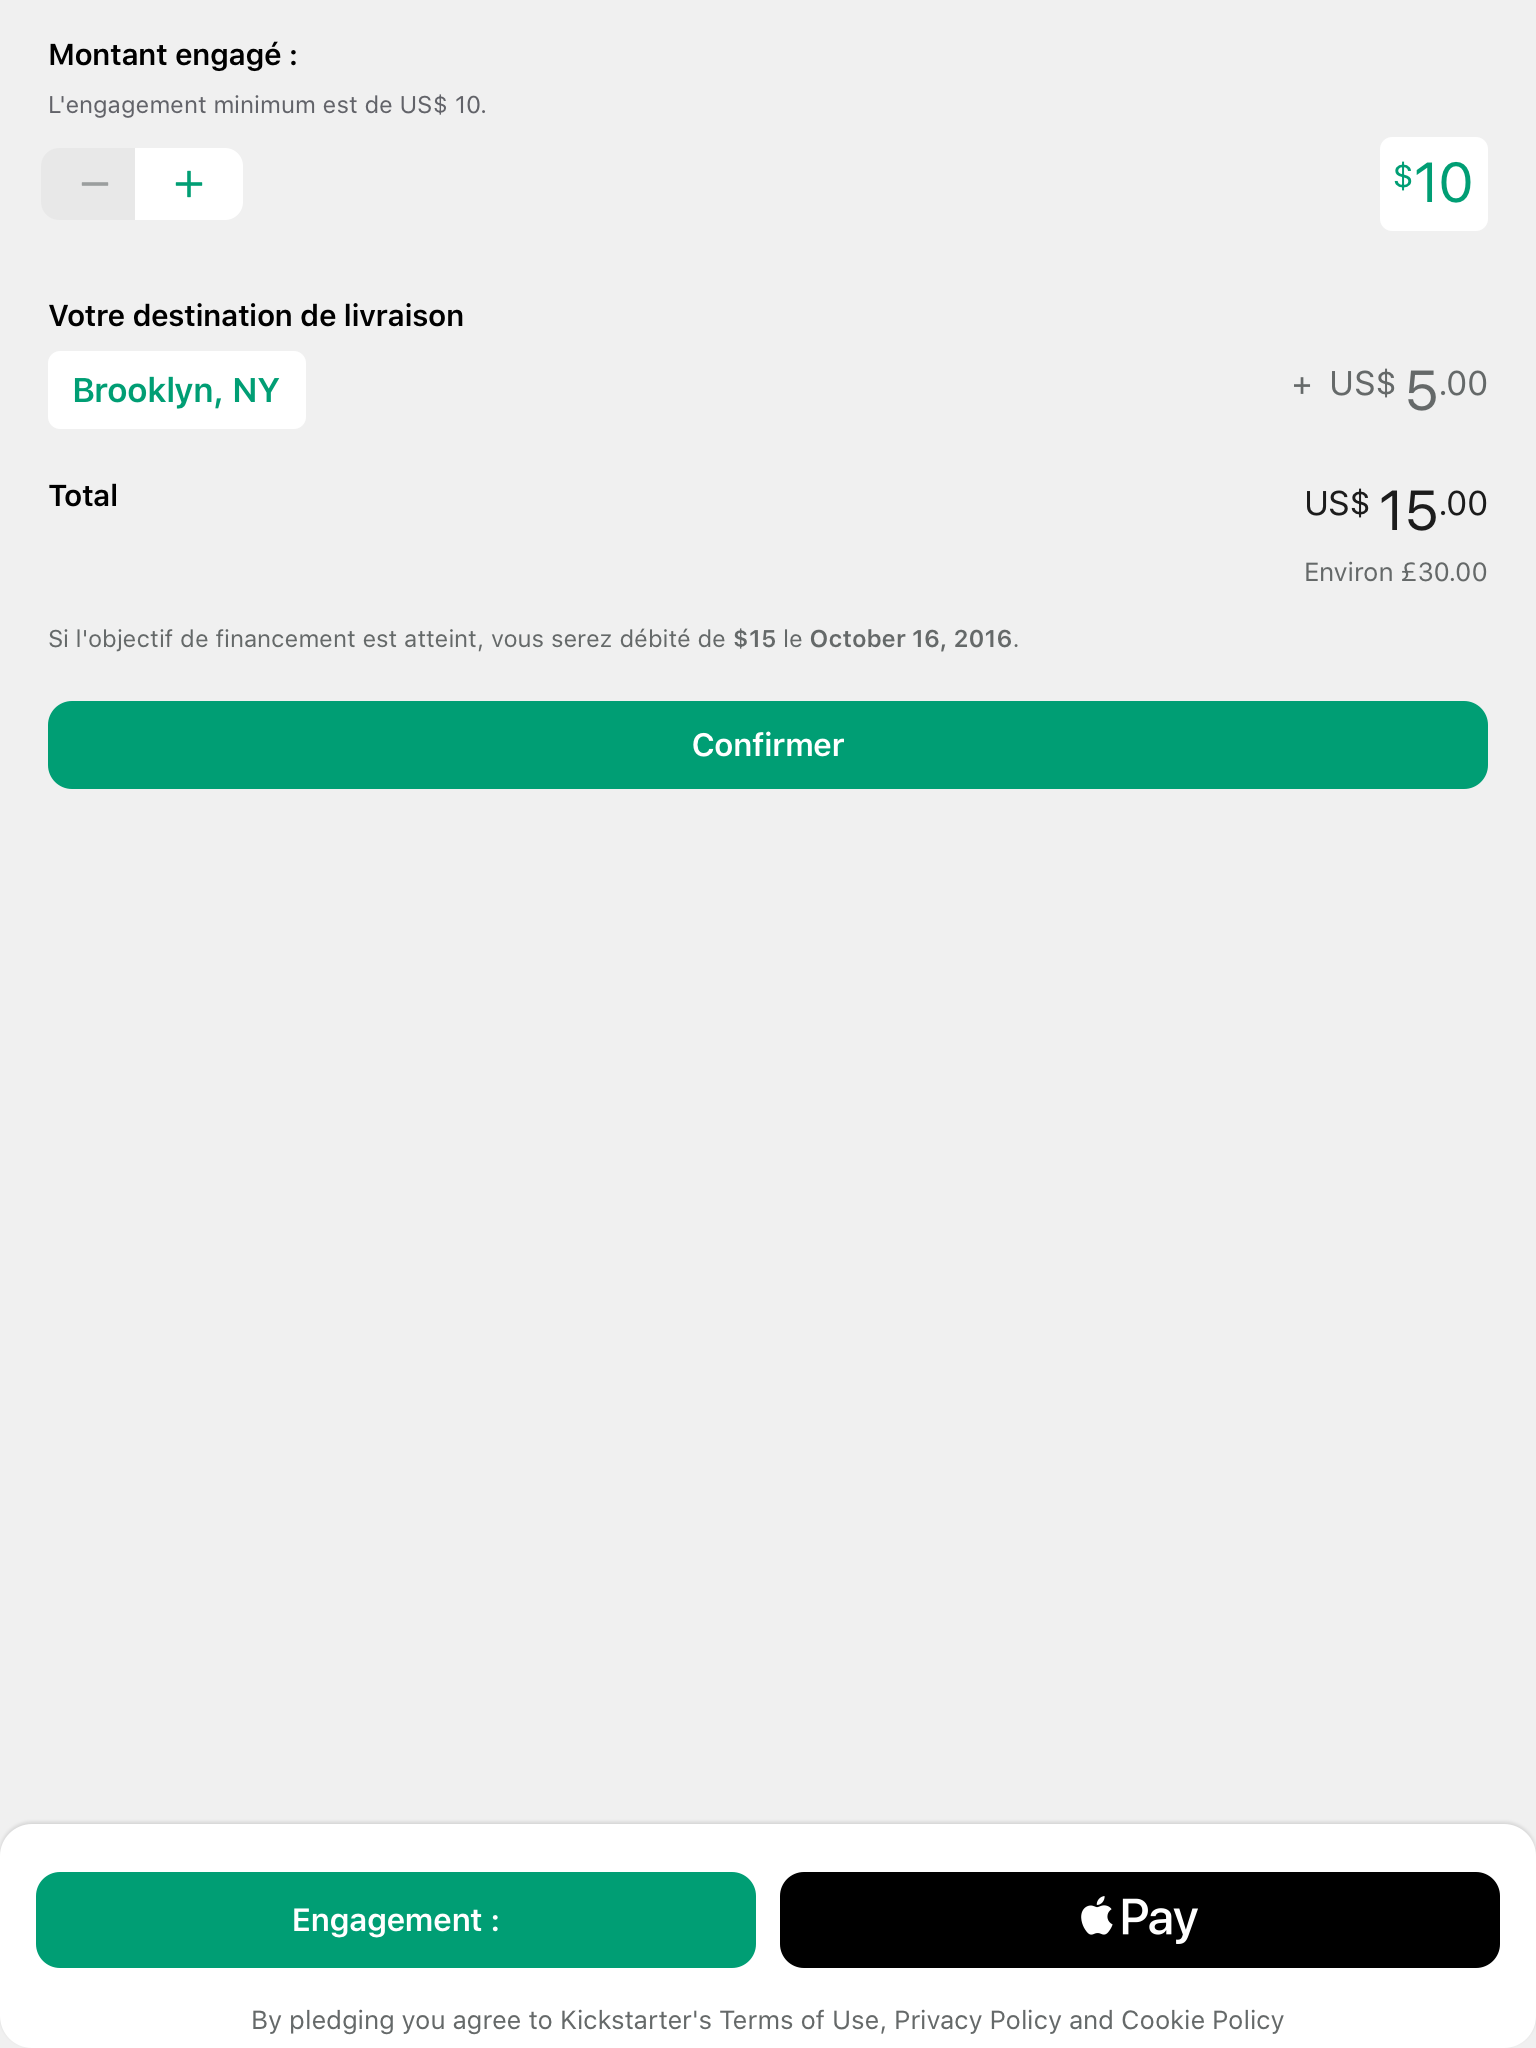 Montant engagé :
L'engagement minimum est de US$ 10.
− +
$10
Votre destination de livraison
Brooklyn, NY
+ US$ 5.00
Total
US$ 15.00
Environ £30.00
Si l'objectif de financement est atteint, vous serez débité de $15 le October 16, 2016.
Confirmer
Engagement :
Pay
By pledging you agree to Kickstarter's Terms of Use, Privacy Policy and Cookie Policy